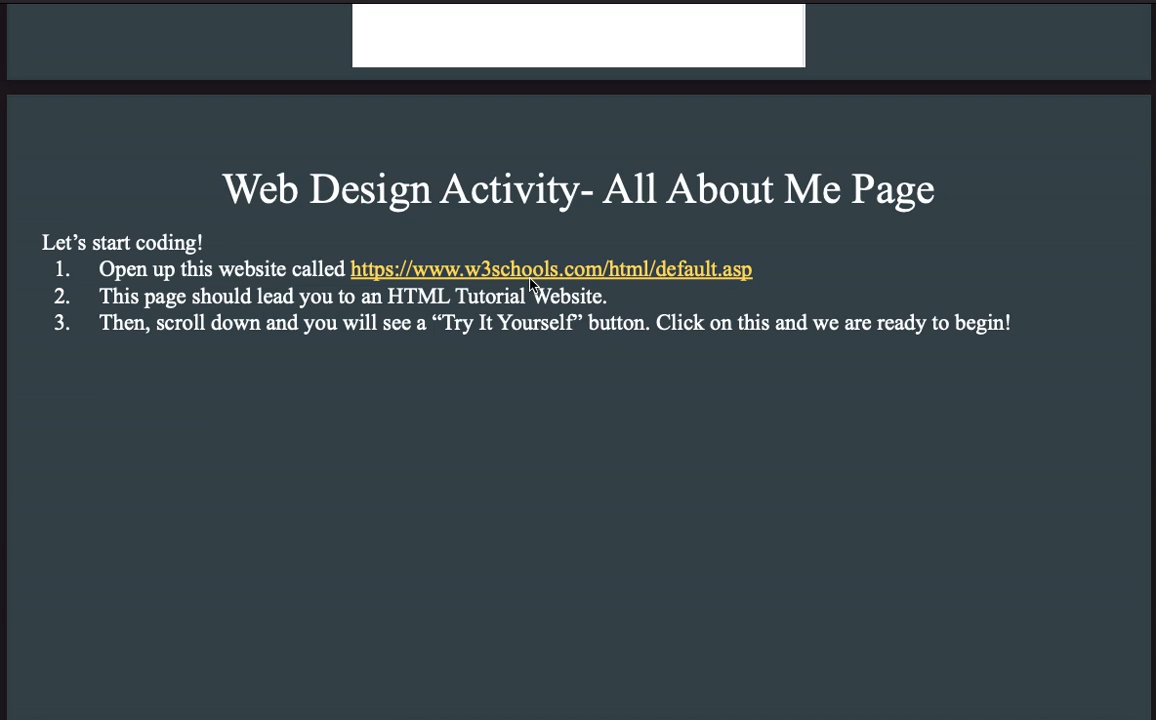 Web Design Activity- All About Me Page
Let’s start coding!
1. Open up this website called https://www.w3schools.com/html/default.asp
2. This page should lead you to an HTML Tutorial Website.
3. Then, scroll down and you will see a “Try It Yourself” button. Click on this and we are ready to begin!